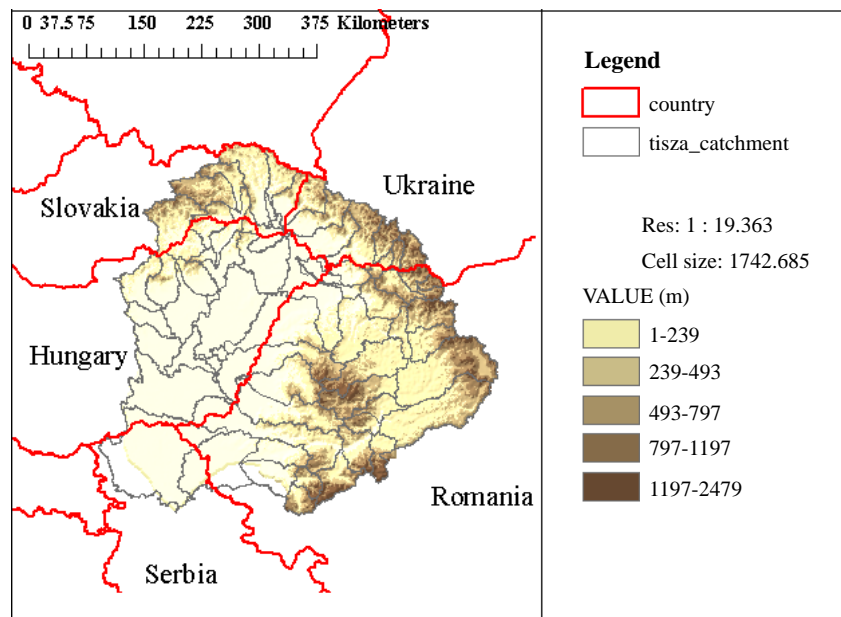 0 37.5 75 150 225 300 375 Kilometers
Slovakia
Ukraine
Hungary
Romania
Serbia
Legend
country
tisza_catchment
Res: 1 : 19.363
Cell size: 1742.685
VALUE (m)
1-239
239-493
493-797
797-1197
1197-2479